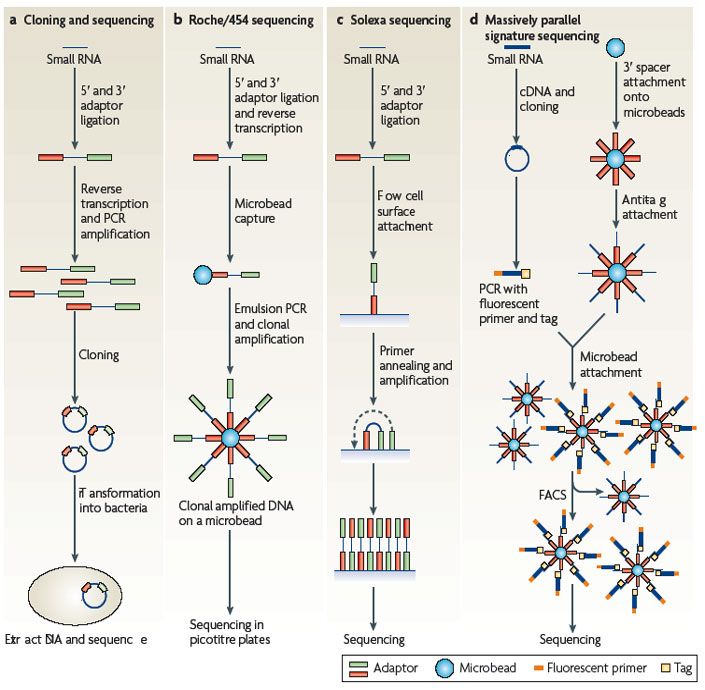 a Cloning and sequencing
Small RNA
5′ and 3′
adaptor
ligation
Reverse
transcription
and PCR
amplification
Cloning
iT ansformation
into bacteria
Extr act DNA and sequenc e
b Roche/454 sequencing
Small RNA
5′ and 3′
adaptor ligation
and reverse
transcription
Microbead
capture
Emulsion PCR
and clonal
amplification
Clonal amplified DNA
on a microbead
Sequencing in
picotitre plates
c Solexa sequencing
Small RNA
5′ and 3′
adaptor
ligation
F ow cell
surface
attachment
Primer
annealing and
amplification
Sequencing
d Massively parallel
signature sequencing
Small RNA
cDNA and
cloning
PCR with
fluorescent
primer and tag
3′ spacer
attachment
onto
microbeads
Antita g
attachment
Microbead
attachment
FACS
Sequencing
Adaptor
Microbead
Fluorescent primer
Tag